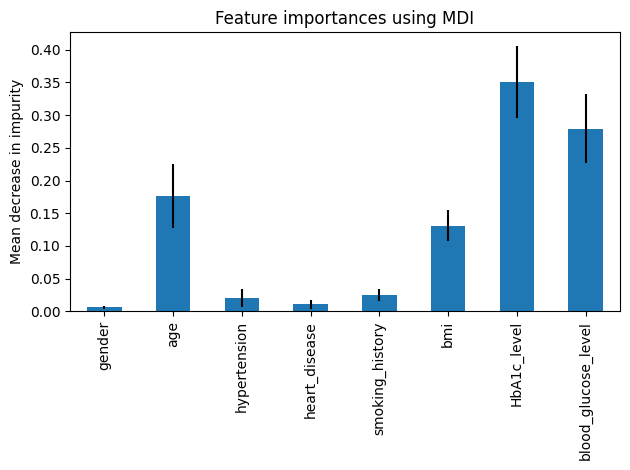 Feature importances using MDI
Mean decrease in impurity
0.40
0.35
0.30
0.25
0.20
0.15
0.10
0.05
0.00
gender
age
hypertension
heart_disease
smoking_history
bmi
HbA1c_level
blood_glucose_level